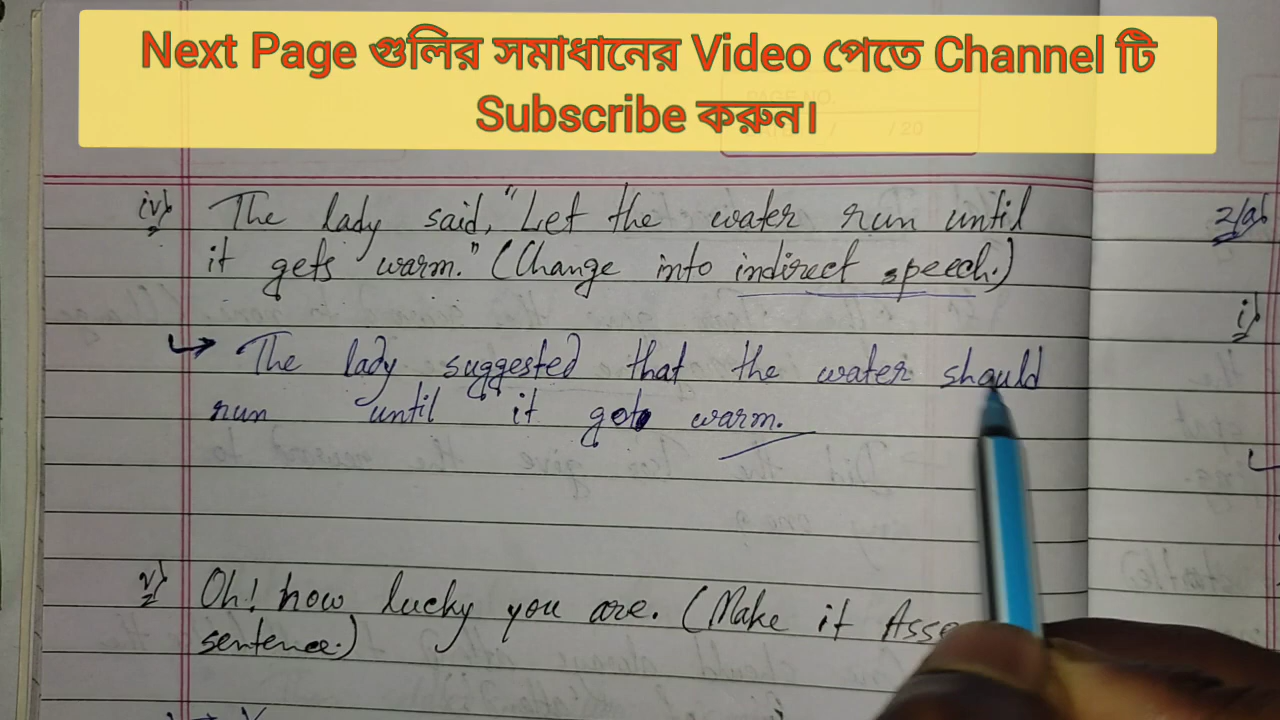 Next Page গুলির সমাধানের Video পেতে Channel টি
Subscribe করুন।
iv) The lady said, "Let the water run until
it gets warm." (Change into indirect speech.)
↳ The lady suggested that the water should
run until it got warm.
v) Oh! how lucky you are. (Make it
sentence.)
i)